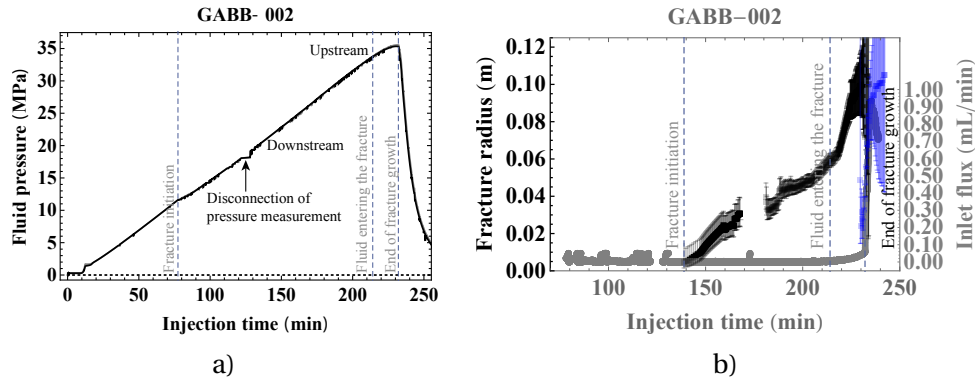 GABB- 002
Fluid pressure (MPa)
35
30
25
20
15
10
5
0
0
50
100
150
200
250
Injection time (min)
Upstream
Downstream
Disconnection of
pressure measurement
Fracture initiation
Fluid entering the fracture
End of fracture growth
a)
GABB−002
Fracture radius (m)
0.12
0.10
0.08
0.06
0.04
0.02
0.00
100
150
200
250
Injection time (min)
Fracture initiation
Fluid entering the fracture
End of fracture growth
1.00
0.90
0.80
0.70
0.60
0.50
0.40
0.30
0.20
0.10
0.00
Inlet flux (mL/min)
b)